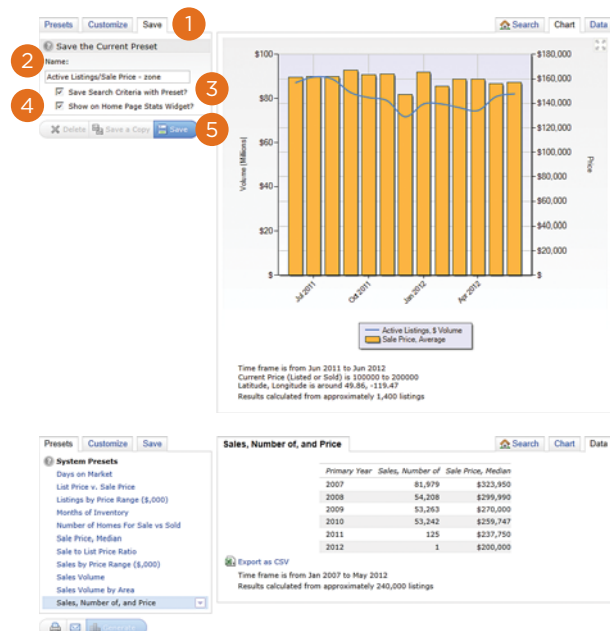 Presets Customize Save 1
Search Chart Data
Save the Current Preset
2 Name:
Active Listings/Sale Price - zone
Save Search Criteria with Preset? 3
4 Show on Home Page Stats Widget?
Delete Save a Copy Save 5
$100 $180,000
$160,000
$80 $140,000
$120,000
$60 $100,000
Volume (Millions) Price
$40 $80,000
$60,000
$20 $40,000
$20,000
$ $
Jul 2011 Oct 2011 Jan 2012 Apr 2012
Active Listings, $ Volume
Sale Price, Average
Time frame is from Jun 2011 to Jun 2012
Current Price (Listed or Sold) is 100000 to 200000
Latitude, Longitude is around 49.86, -119.47
Results calculated from approximately 1,400 listings
Presets Customize Save
Sales, Number of, and Price
Search Chart Data
System Presets
Days on Market
List Price v. Sale Price
Listings by Price Range ($,000)
Months of Inventory
Number of Homes For Sale vs Sold
Sale Price, Median
Sale to List Price Ratio
Sales by Price Range ($,000)
Sales Volume
Sales Volume by Area
Sales, Number of, and Price
Primary Year Sales, Number of Sale Price, Median
2007 81,979 $323,950
2008 54,208 $299,990
2009 53,263 $270,000
2010 53,242 $259,747
2011 125 $237,750
2012 1 $200,000
Export as CSV
Time frame is from Jan 2007 to May 2012
Results calculated from approximately 240,000 listings